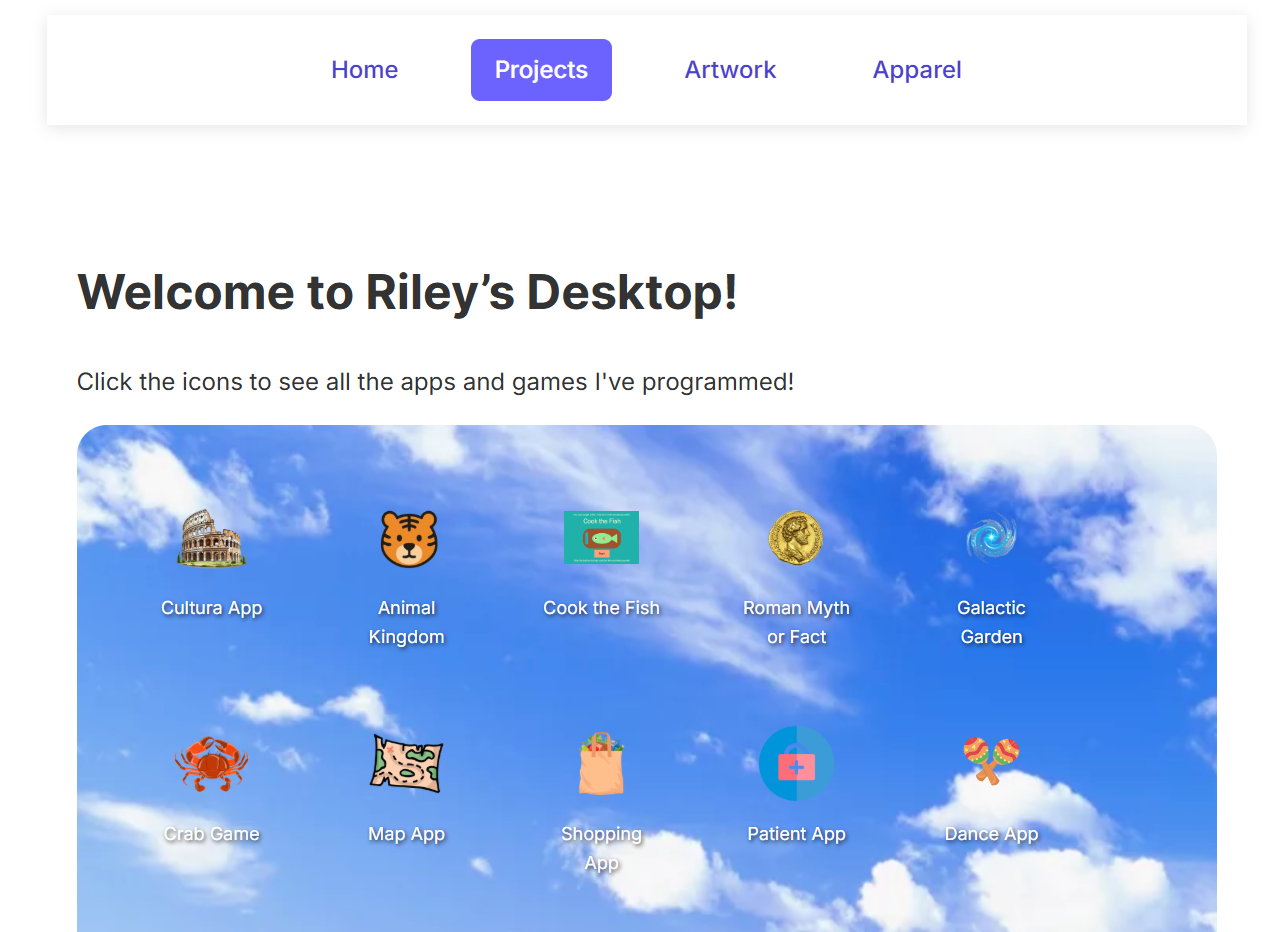 Home Projects Artwork Apparel
Welcome to Riley’s Desktop!
Click the icons to see all the apps and games I've programmed!
Cook the Fish
Cultura App
Animal
Kingdom
Cook the Fish
Roman Myth
or Fact
Galactic
Garden
Crab Game
Map App
Shopping
App
Patient App
Dance App